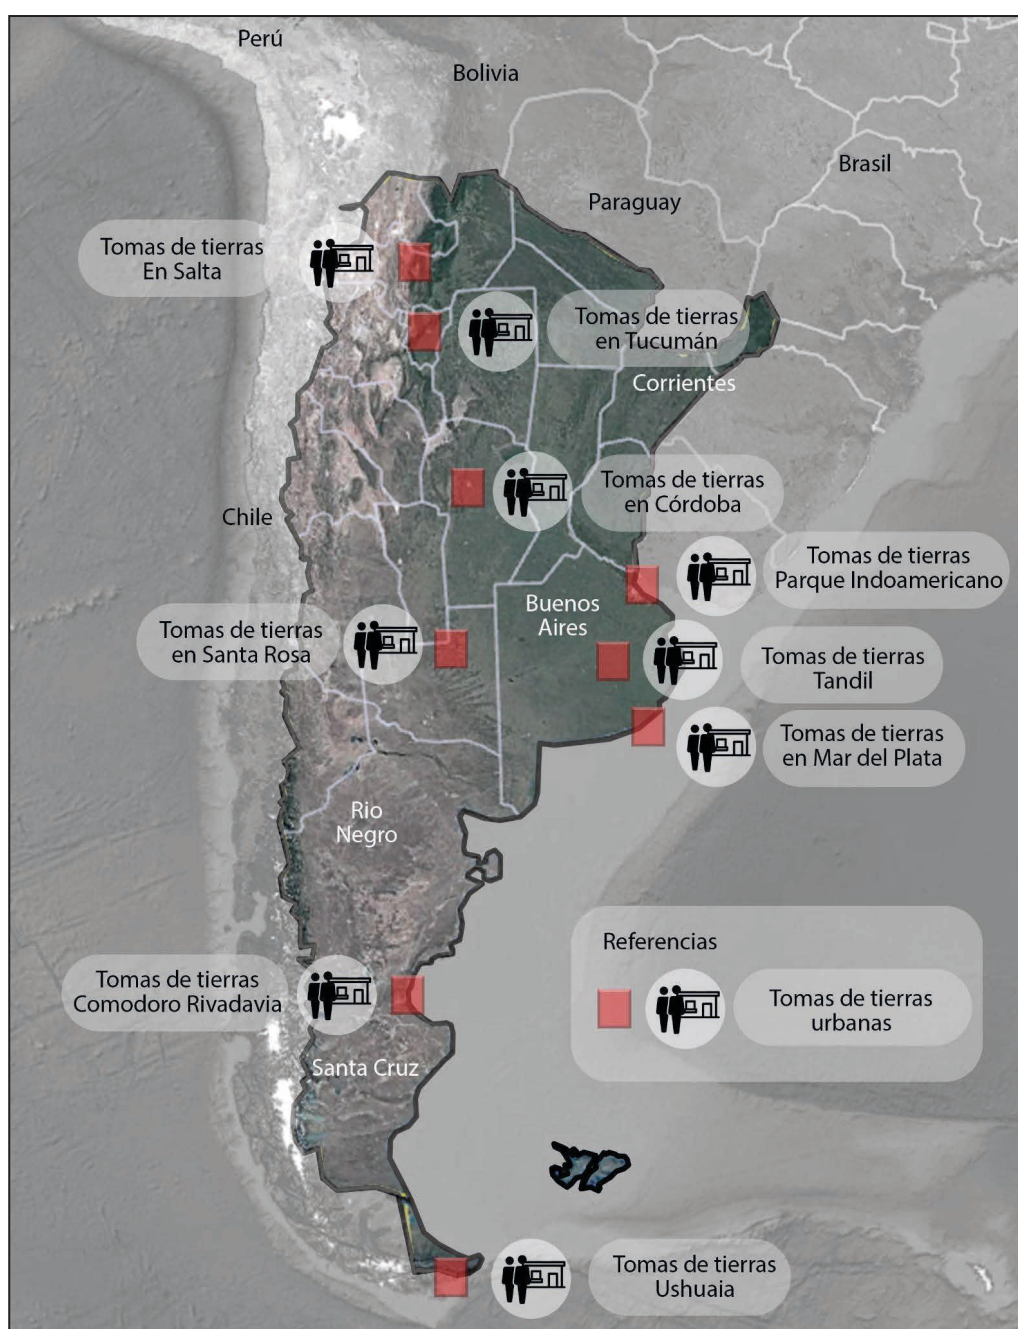 Perú
Bolivia
Brasil
Paraguay
Tomas de tierras
En Salta
Tomas de tierras
en Tucumán
Corrientes
Tomas de tierras
en Córdoba
Chile
Tomas de tierras
Parque Indoamericano
Buenos
Aires
Tomas de tierras
en Santa Rosa
Tomas de tierras
Tandil
Tomas de tierras
en Mar del Plata
Rio
Negro
Referencias
Tomas de tierras
urbanas
Tomas de tierras
Comodoro Rivadavia
Santa Cruz
Tomas de tierras
Ushuaia